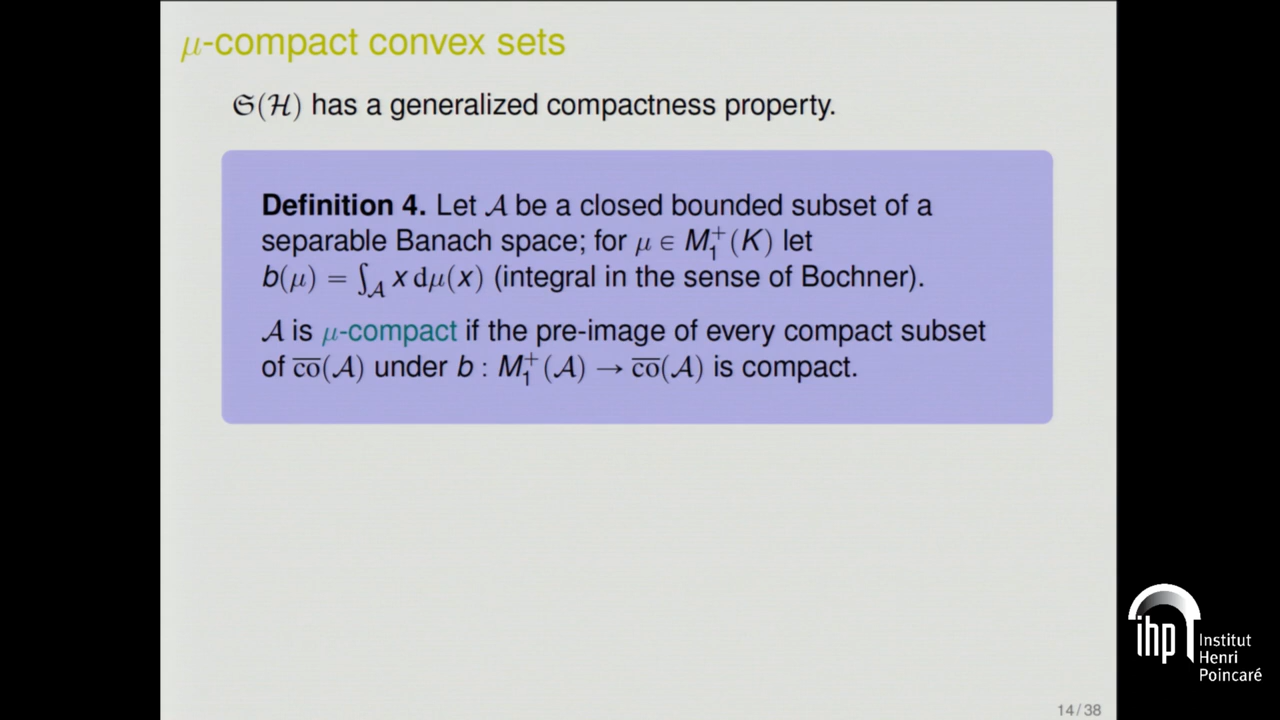 μ-compact convex sets
𝔖(ℋ) has a generalized compactness property.
Definition 4. Let 𝒜 be a closed bounded subset of a
separable Banach space; for μ ∈ M₁⁺(K) let
b(μ) = ∫_𝒜 x dμ(x) (integral in the sense of Bochner).
𝒜 is μ-compact if the pre-image of every compact subset
of c̅o̅(𝒜) under b : M₁⁺(𝒜) → c̅o̅(𝒜) is compact.
ihp Institut
Henri
Poincaré
14/38